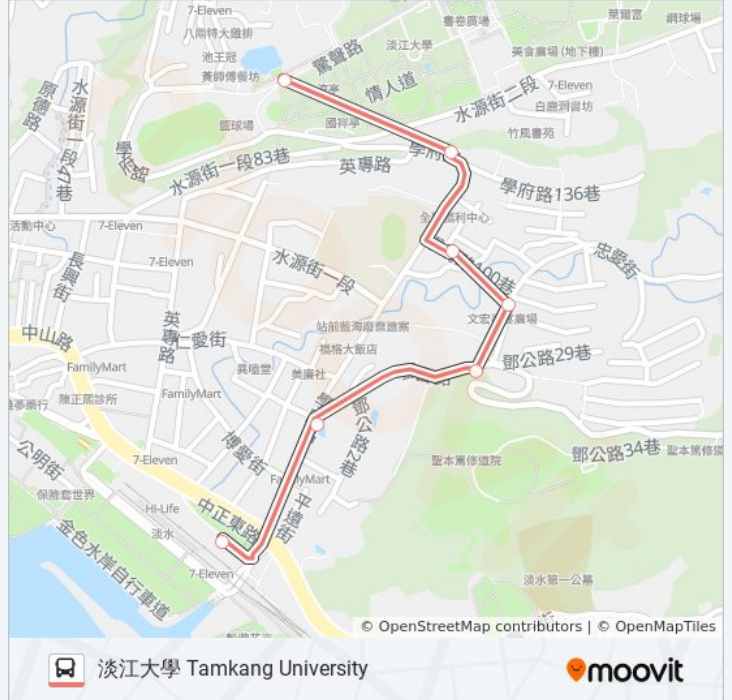 7-Eleven
八兩特大雞排
池王冠
黃師傅餐坊
驚聲路
書卷廣場
淡江大學
萊爾富
網球場
美食廣場 (地下樓)
情人道
7-Eleven
白鹿洞書坊
水源街二段
竹風書苑
籃球場
國祥亭
原德路
水源街一段47巷
水源街一段83巷
英專路
學府路136巷
活動中心
7-Eleven
7-Eleven
長興街
水源街一段
忠愛街
中山路
英專路
仁愛街
站前藍海廢棄建案
福格大飯店
鄧公路29巷
FamilyMart
異嗑堂
美廉社
陳正屈診所
FamilyMart
鄧公路2巷
公明街
7-Eleven
博愛街
FamilyMart
聖本篤修道院
鄧公路34巷
聖本篤修道
保險套世界
HI-Life
淡水
中正東路
平遠街
金色水岸自行車道
7-Eleven
淡水第一公墓
© OpenStreetMap contributors | © OpenMapTiles
淡江大學 Tamkang University
moovit